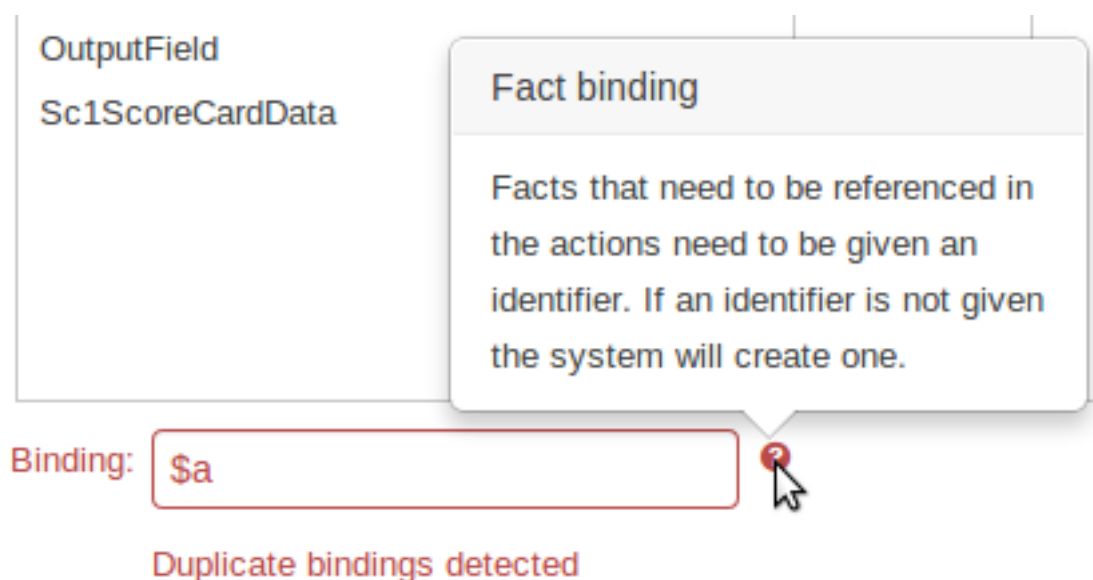 OutputField
Sc1ScoreCardData
Fact binding
Facts that need to be referenced in
the actions need to be given an
identifier. If an identifier is not given
the system will create one.
Binding:
$a
?
Duplicate bindings detected